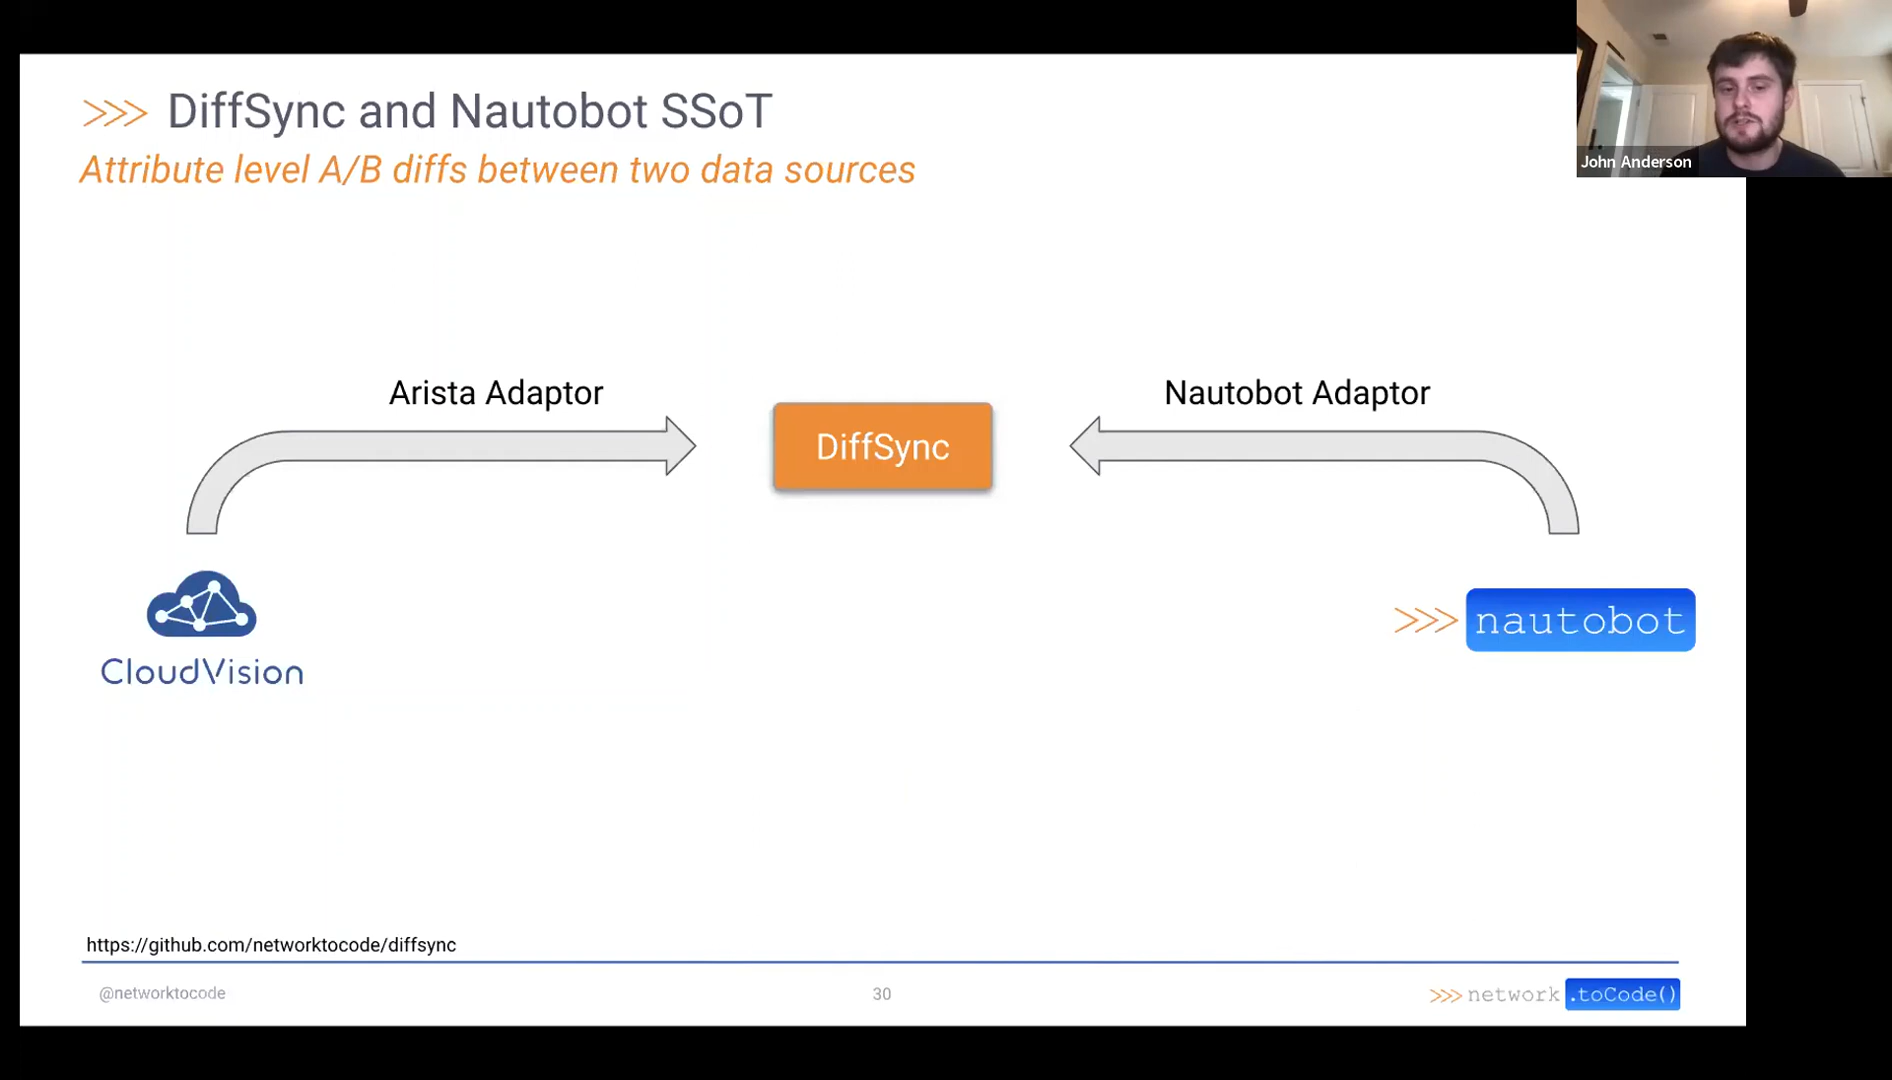 >>> DiffSync and Nautobot SSoT
Attribute level A/B diffs between two data sources
John Anderson
Arista Adaptor
Nautobot Adaptor
DiffSync
CloudVision
>>> nautobot
https://github.com/networktocode/diffsync
@networktocode
30
>>> network .toCode()